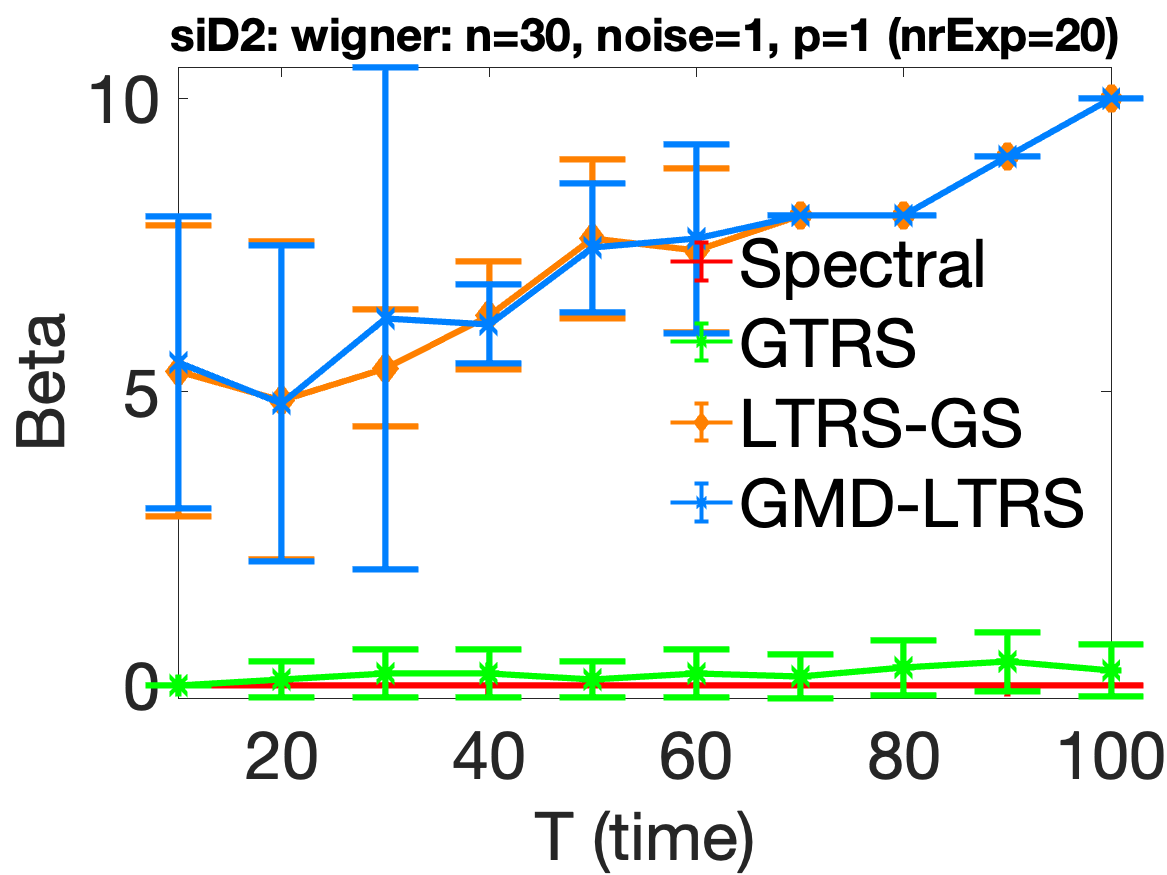 siD2: wigner: n=30, noise=1, p=1 (nrExp=20)
10
5
0
Beta
Spectral
GTRS
LTRS-GS
GMD-LTRS
20 40 60 80 100
T (time)